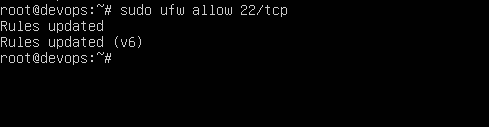 root@devops:~# sudo ufw allow 22/tcp
Rules updated
Rules updated (v6)
root@devops:~#